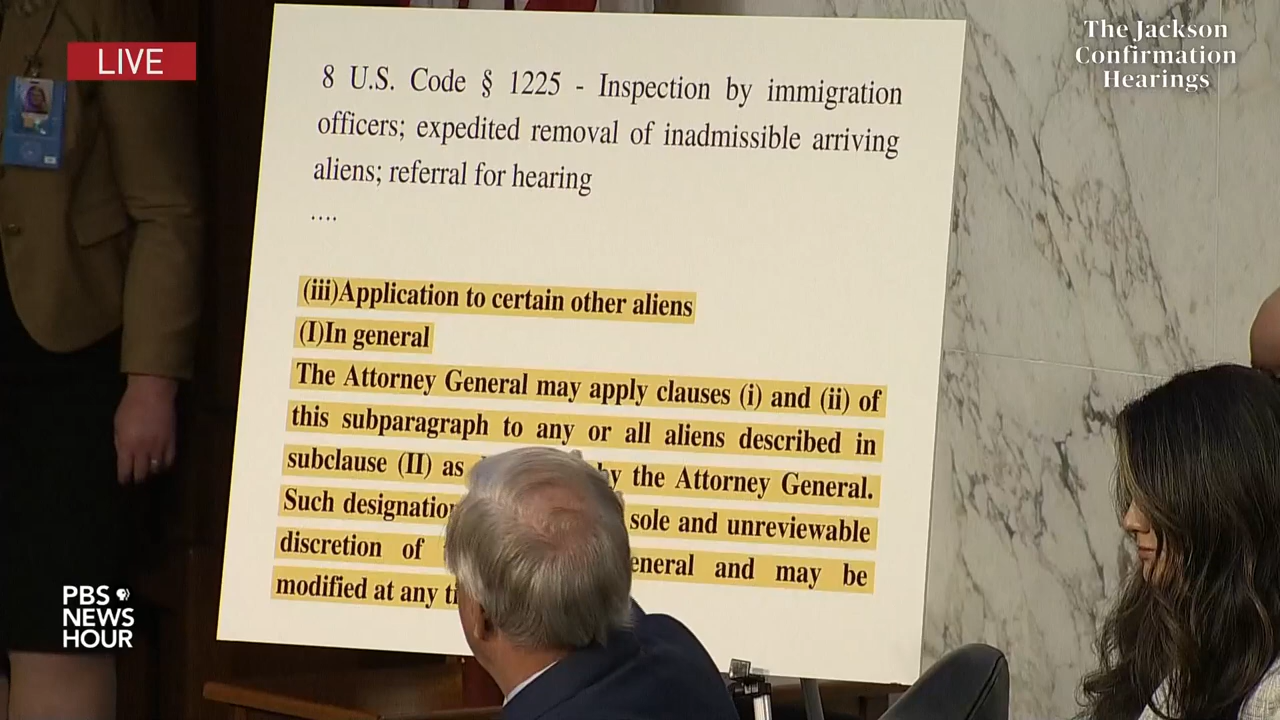 LIVE
The Jackson
Confirmation
Hearings
8 U.S. Code § 1225 - Inspection by immigration
officers; expedited removal of inadmissible arriving
aliens; referral for hearing
....
(iii)Application to certain other aliens
(I)In general
The Attorney General may apply clauses (i) and (ii) of
this subparagraph to any or all aliens described in
subclause (II) as by the Attorney General.
Such sole and unreviewable
discretion of and may be
modified at any
PBS
NEWS
HOUR